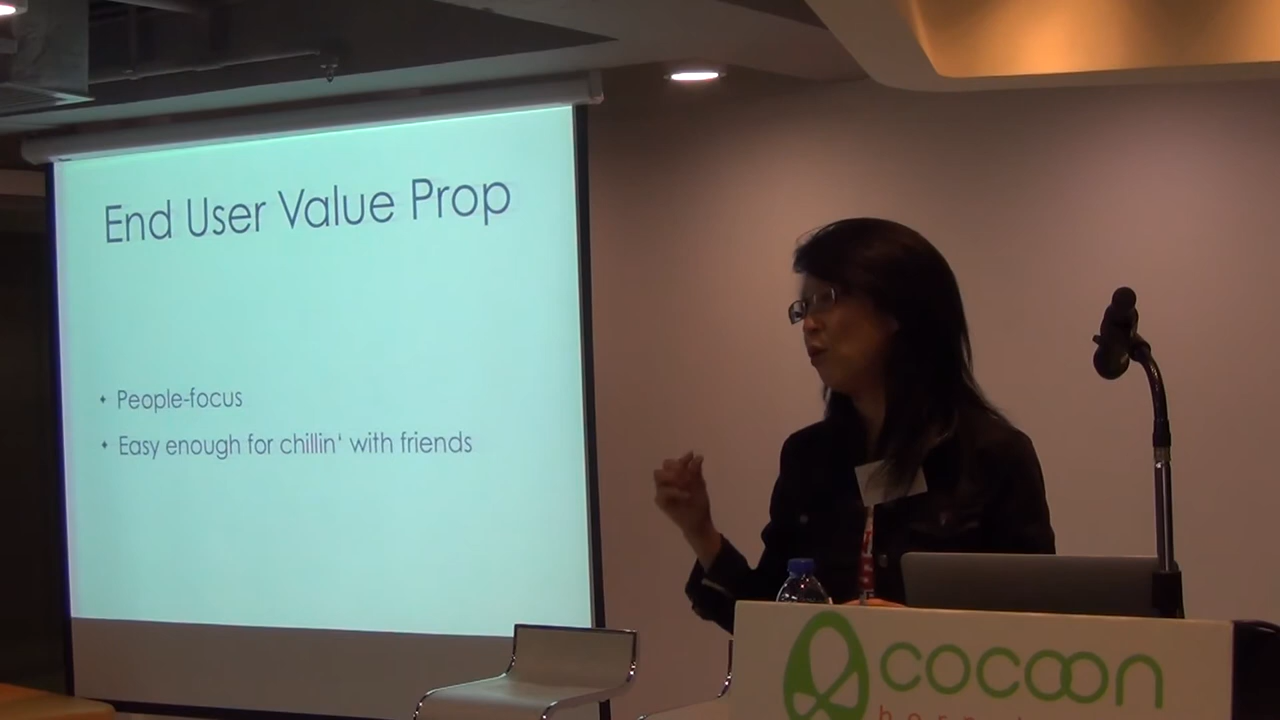 End User Value Prop
People-focus
Easy enough for chillin' with friends
cocoon